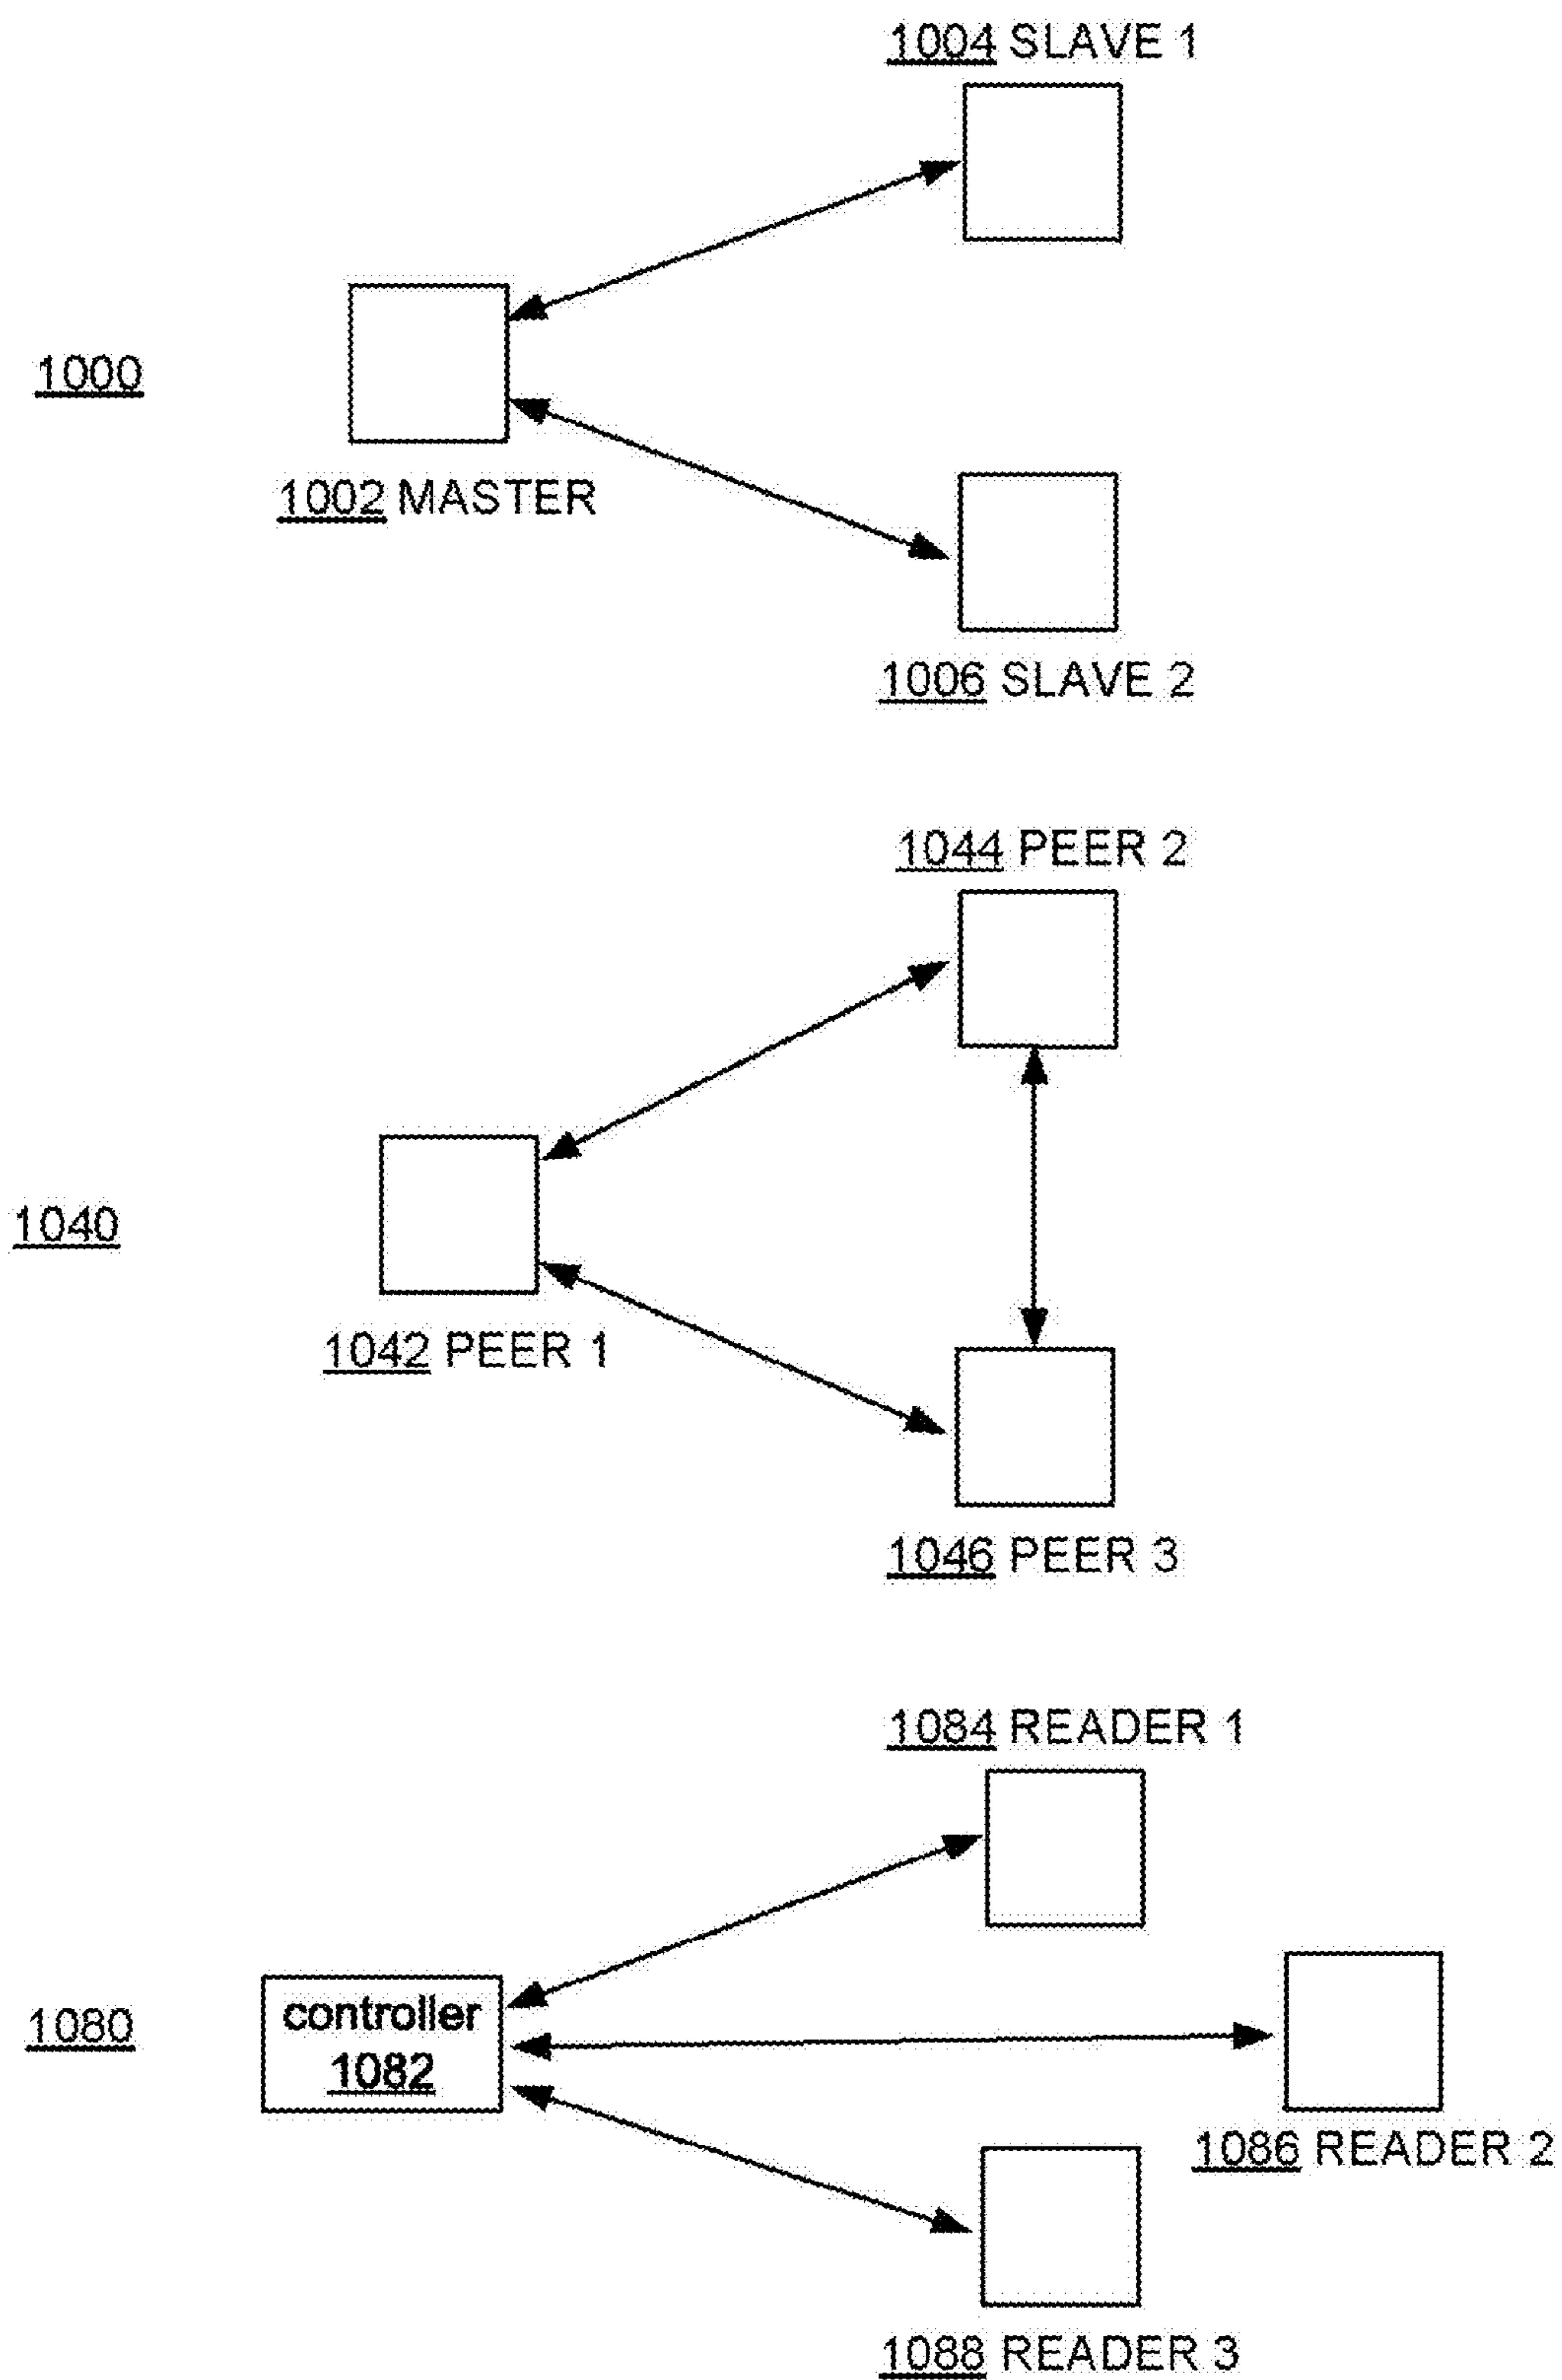 1004 SLAVE 1
1000
1002 MASTER
1006 SLAVE 2
1044 PEER 2
1040
1042 PEER 1
1046 PEER 3
1084 READER 1
1080
controller
1082
1086 READER 2
1088 READER 3